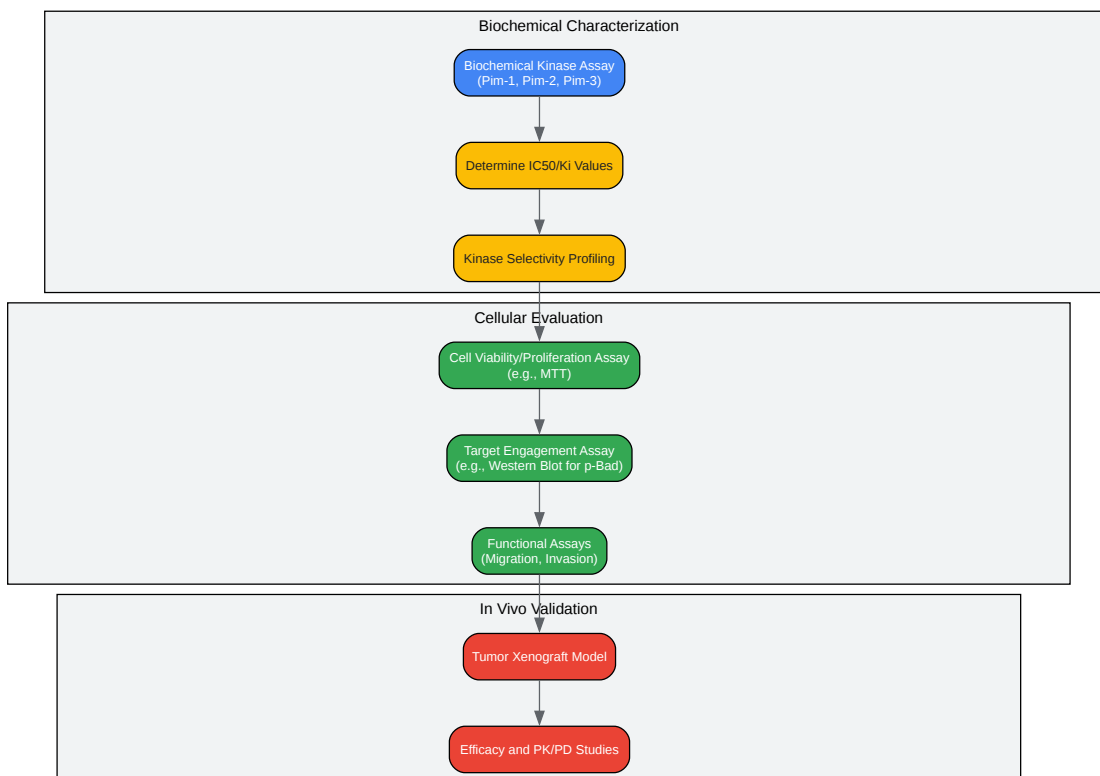 Biochemical Characterization
Biochemical Kinase Assay
(Pim-1, Pim-2, Pim-3)
Determine IC50/Ki Values
Kinase Selectivity Profiling
Cellular Evaluation
Cell Viability/Proliferation Assay
(e.g., MTT)
Target Engagement Assay
(e.g., Western Blot for p-Bad)
Functional Assays
(Migration, Invasion)
In Vivo Validation
Tumor Xenograft Model
Efficacy and PK/PD Studies